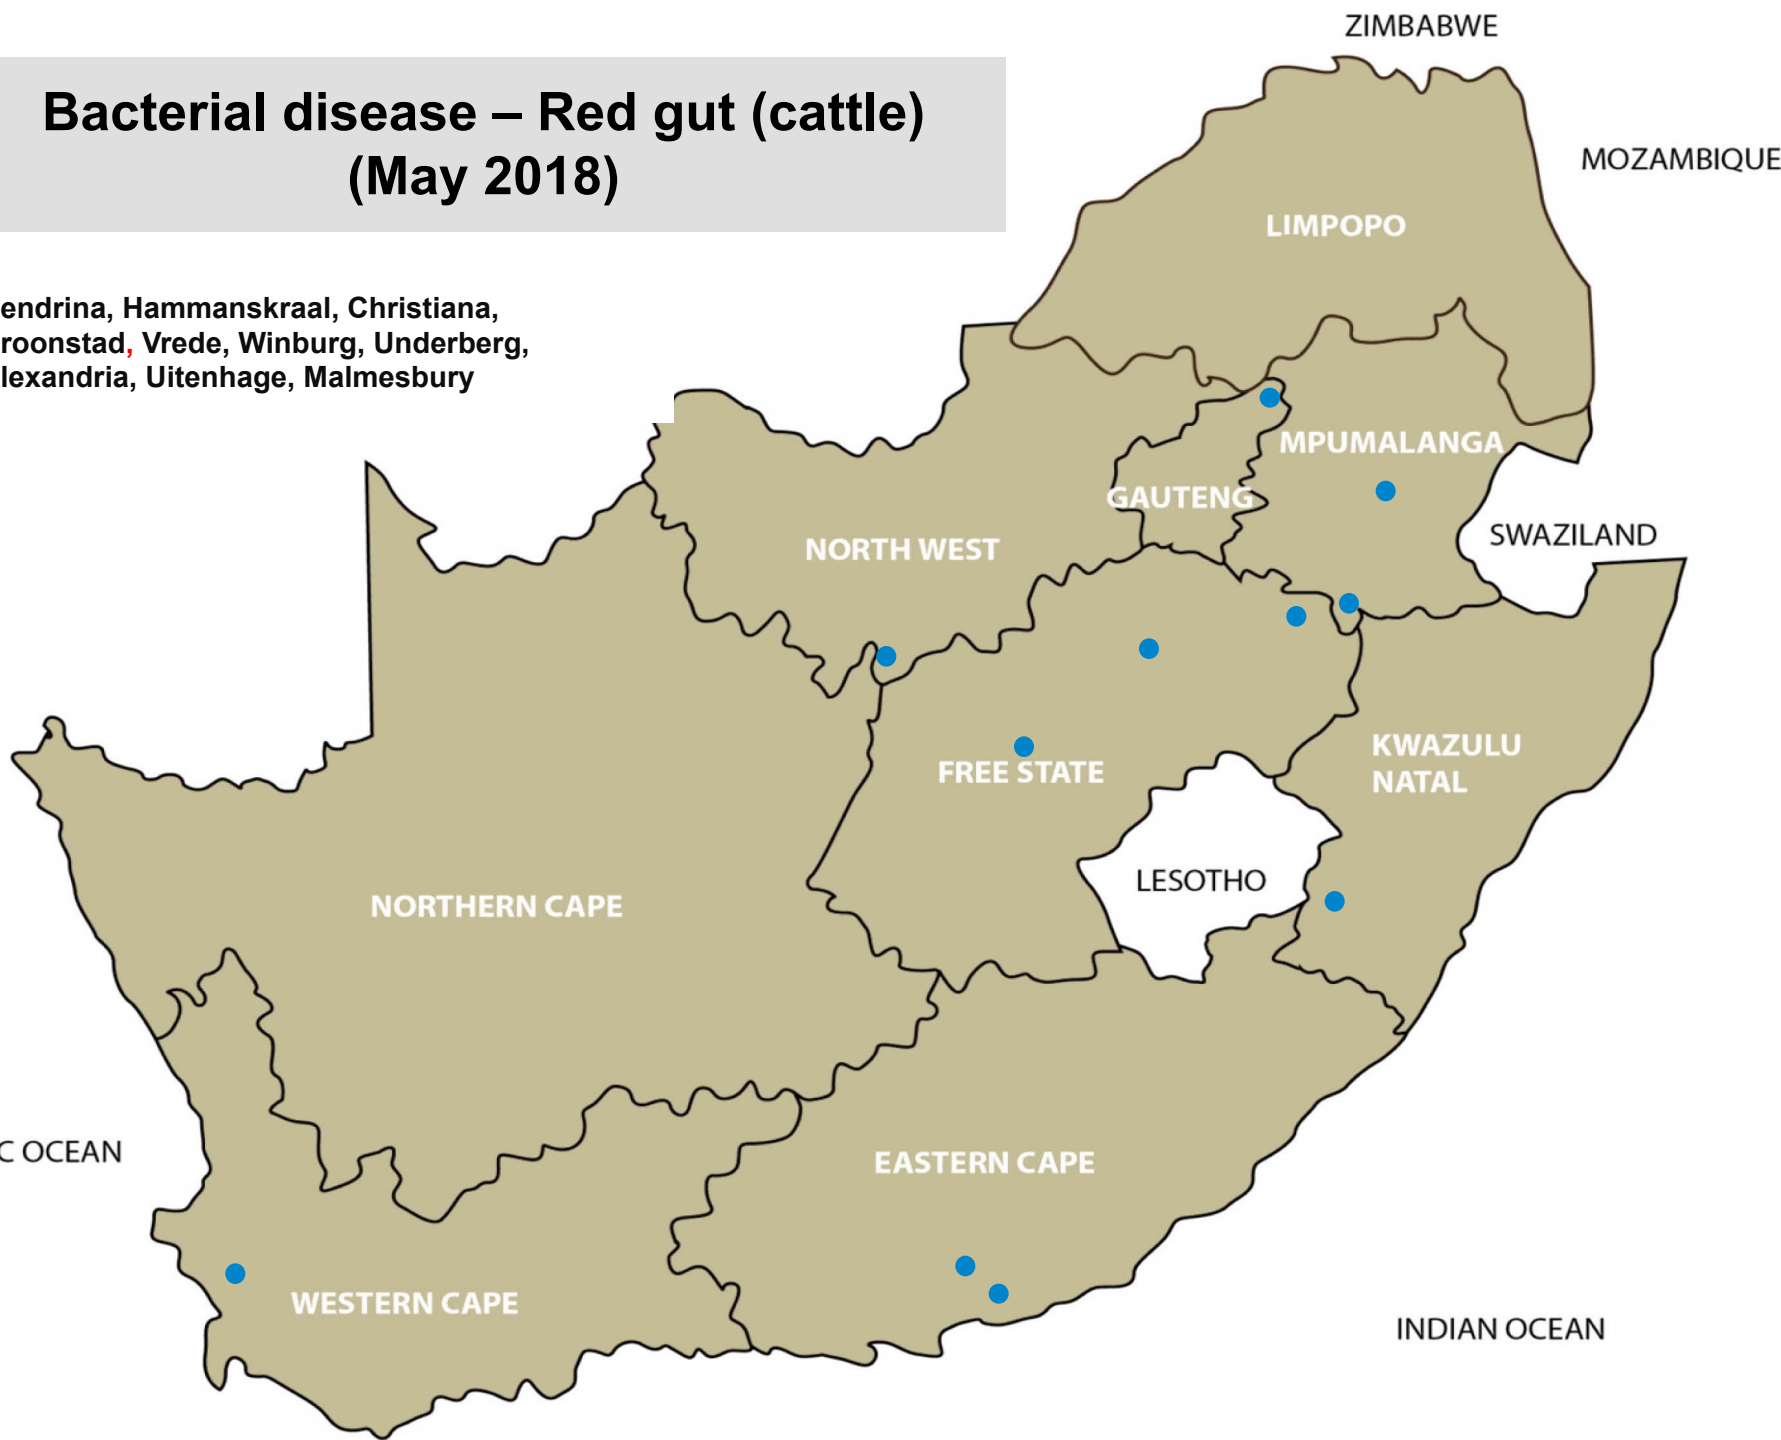 ZIMBABWE
Bacterial disease – Red gut (cattle)
(May 2018)
MOZAMBIQUE
LIMPOPO
endrina, Hammanskraal, Christiana,
roonstad, Vrede, Winburg, Underberg,
lexandria, Uitenhage, Malmesbury
MPUMALANGA
GAUTENG
SWAZILAND
NORTH WEST
KWAZULU
NATAL
FREE STATE
LESOTHO
NORTHERN CAPE
C OCEAN
EASTERN CAPE
WESTERN CAPE
INDIAN OCEAN